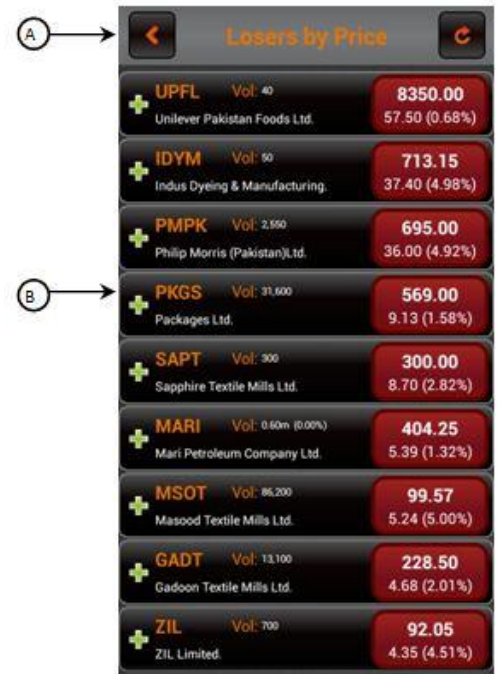 A
Losers by Price
UPFL Vol: 40
8350.00
Unilever Pakistan Foods Ltd.
57.50 (0.68%)
IDYM Vol: 50
713.15
Indus Dyeing & Manufacturing.
37.40 (4.98%)
PMPK Vol: 2,550
695.00
Philip Morris (Pakistan)Ltd.
36.00 (4.92%)
B
PKGS Vol: 31,600
569.00
Packages Ltd.
9.13 (1.58%)
SAPT Vol: 300
300.00
Sapphire Textile Mills Ltd.
8.70 (2.82%)
MARI Vol: 0.60m (0.00%)
404.25
Mari Petroleum Company Ltd.
5.39 (1.32%)
MSOT Vol: 86,200
99.57
Masood Textile Mills Ltd.
5.24 (5.00%)
GADT Vol: 13,100
228.50
Gadoon Textile Mills Ltd.
4.68 (2.01%)
ZIL Vol: 700
92.05
ZIL Limited.
4.35 (4.51%)